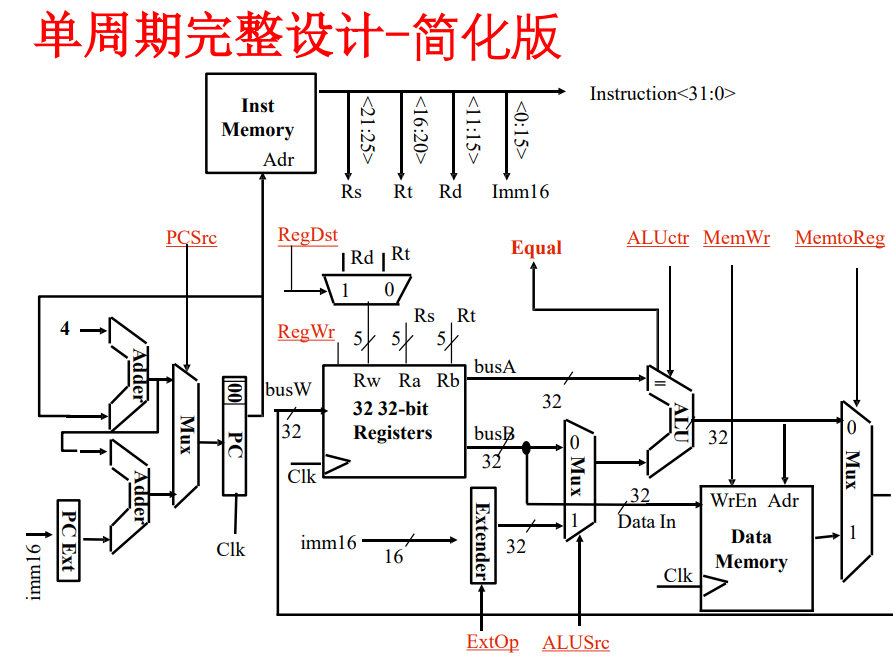 单周期完整设计-简化版
Inst
Memory
Adr
Instruction<31:0>
<21:25>
<16:20>
<11:15>
<0:15>
Rs
Rt
Rd
Imm16
PCSrc
RegDst
Equal
ALUctr
MemWr
MemtoReg
Rd
Rt
1
0
4
Adder
Mux
00
PC
Clk
Adder
PC Ext
imm16
RegWr
5
5
5
Rs
Rt
busW
32
Rw
Ra
Rb
32 32-bit
Registers
Clk
busA
32
busB
32
0
Mux
1
=
ALU
32
imm16
16
Extender
32
32
Data In
WrEn
Adr
Data
Memory
Clk
0
Mux
1
ExtOp
ALUSrc